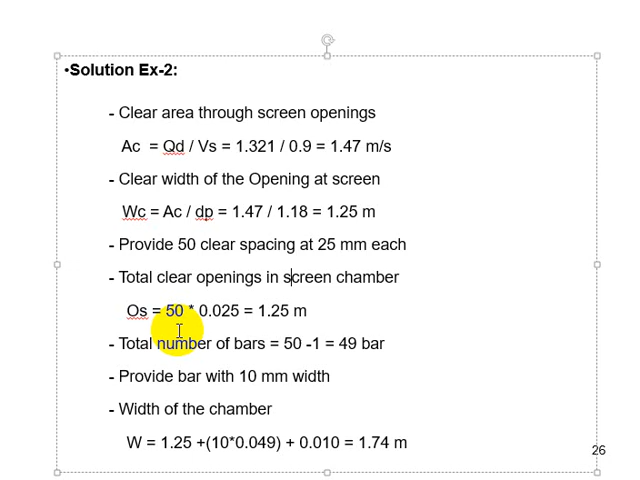 •Solution Ex-2:
- Clear area through screen openings
Ac = Qd / Vs = 1.321 / 0.9 = 1.47 m/s
- Clear width of the Opening at screen
Wc = Ac / dp = 1.47 / 1.18 = 1.25 m
- Provide 50 clear spacing at 25 mm each
- Total clear openings in screen chamber
Os = 50 * 0.025 = 1.25 m
- Total number of bars = 50 -1 = 49 bar
- Provide bar with 10 mm width
- Width of the chamber
W = 1.25 +(10*0.049) + 0.010 = 1.74 m
26